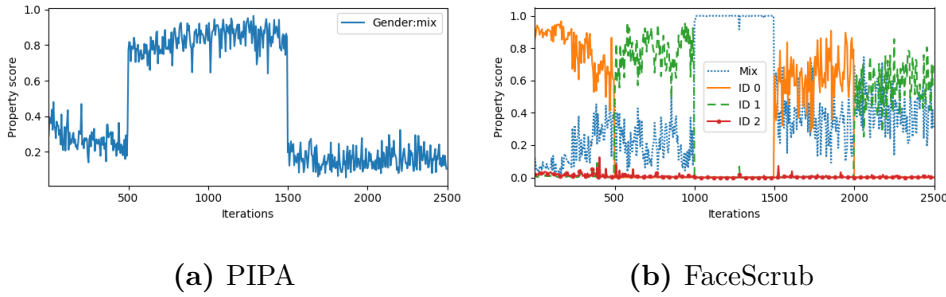 Gender:mix
Property score
1.0
0.8
0.6
0.4
0.2
500
1000
1500
2000
2500
Iterations
(a) PIPA
Property score
1.0
0.8
0.6
0.4
0.2
0.0
Mix
ID 0
ID 1
ID 2
500
1000
1500
2000
2500
Iterations
(b) FaceScrub